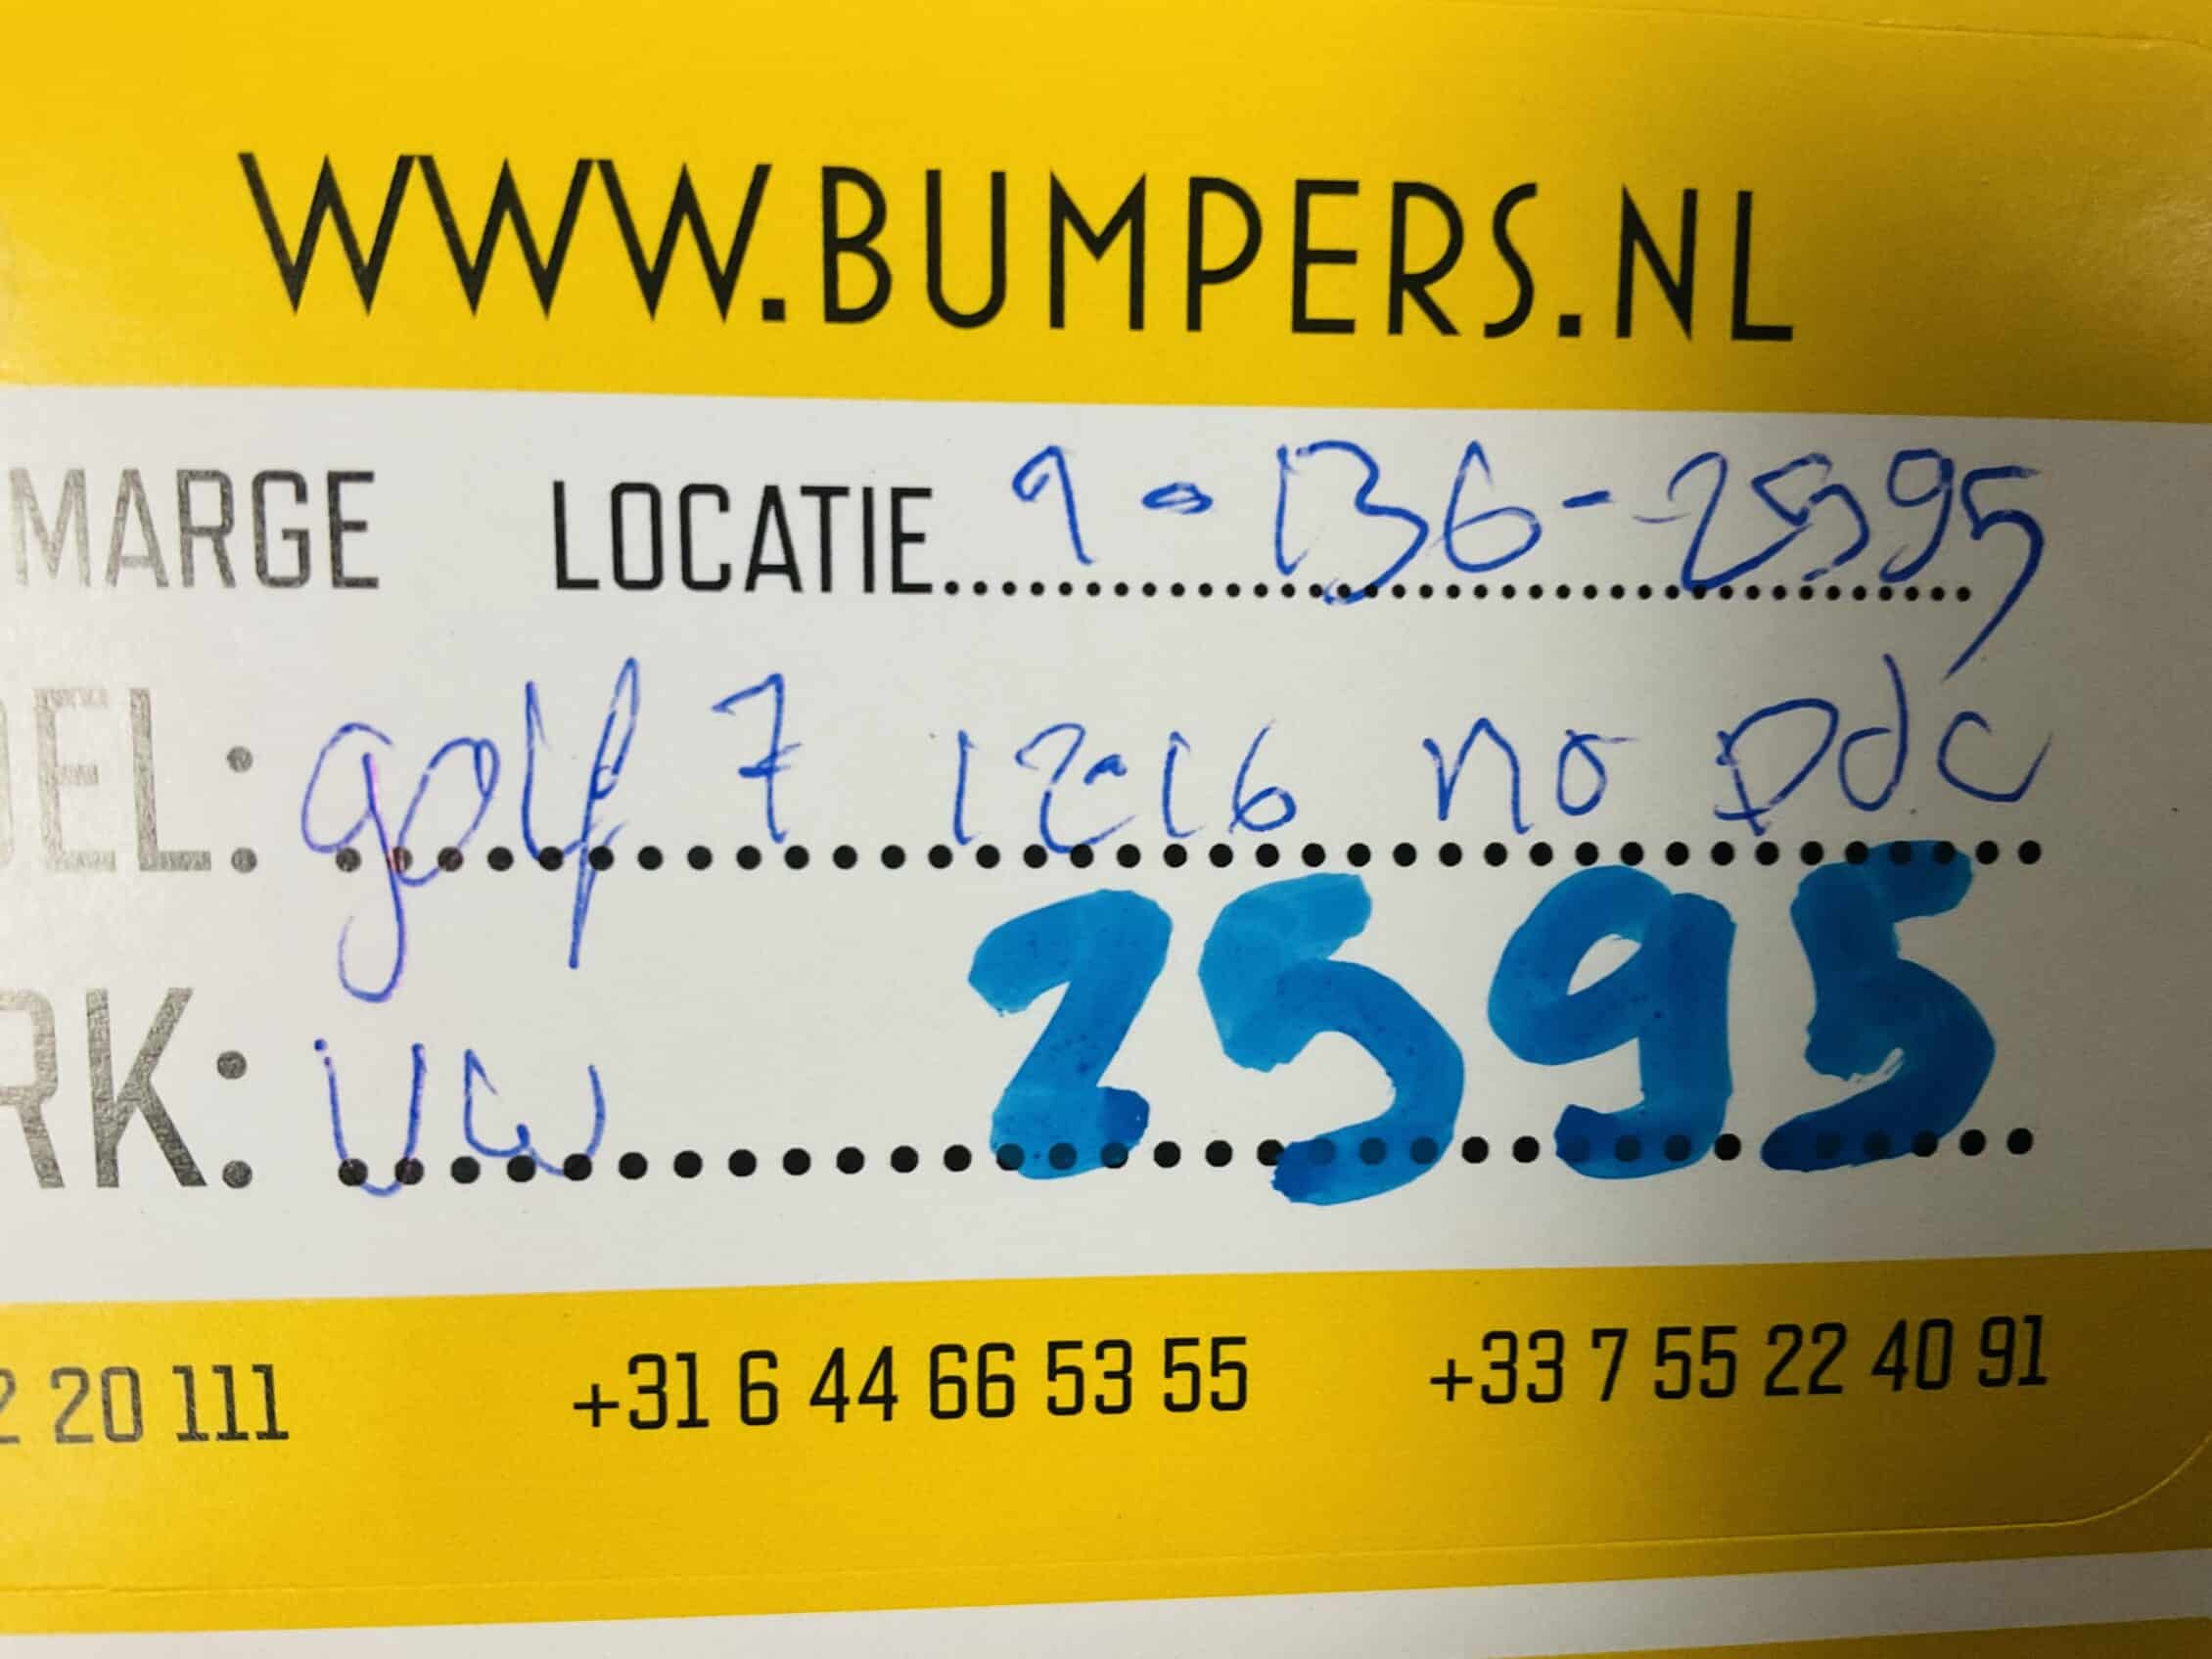 WWW.BUMPERS.NL
MARGE LOCATIE 9-136-2595
DEL: golf 7 12-16 no pdc
RK: VW 2595
2 20 111 +31 6 44 66 53 55 +33 7 55 22 40 91